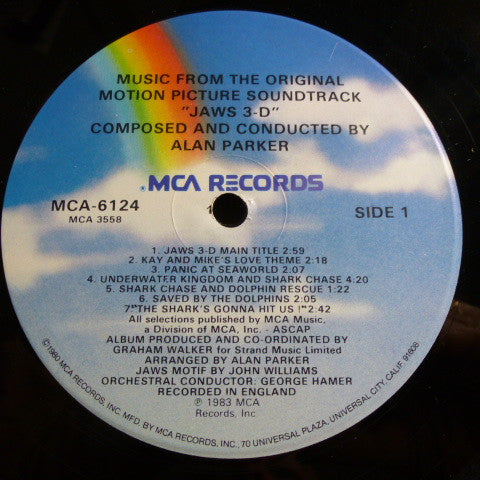 MUSIC FROM THE ORIGINAL
MOTION PICTURE SOUNDTRACK
"JAWS 3-D"
COMPOSED AND CONDUCTED BY
ALAN PARKER
MCA RECORDS
MCA-6124
MCA 3558
1
SIDE 1
1. JAWS 3-D MAIN TITLE 2:59
2. KAY AND MIKE'S LOVE THEME 2:18
3. PANIC AT SEAWORLD 2:07
4. UNDERWATER KINGDOM AND SHARK CHASE 4:20
5. SHARK CHASE AND DOLPHIN RESCUE 1:22
6. SAVED BY THE DOLPHINS 2:05
7."THE SHARK'S GONNA HIT US !" 2:42
All selections published by MCA Music,
a Division of MCA, Inc. - ASCAP
ALBUM PRODUCED AND CO-ORDINATED BY
GRAHAM WALKER for Strand Music Limited
ARRANGED BY ALAN PARKER
JAWS MOTIF BY JOHN WILLIAMS
ORCHESTRAL CONDUCTOR: GEORGE HAMER
RECORDED IN ENGLAND
℗ 1983 MCA
Records, Inc
©1980 MCA RECORDS, INC. MFD. BY MCA RECORDS, INC., 70 UNIVERSAL PLAZA, UNIVERSAL CITY, CALIF. 91608